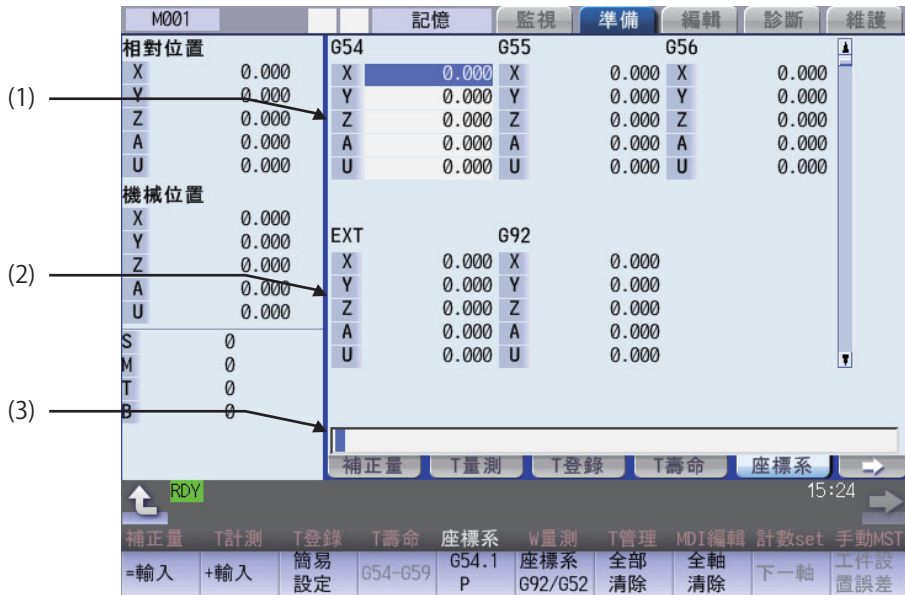 M001 記憶 監視 準備 編輯 診斷 維護
相對位置
X 0.000
Y 0.000
Z 0.000
A 0.000
U 0.000
機械位置
X 0.000
Y 0.000
Z 0.000
A 0.000
U 0.000
S 0
M 0
T 0
B 0
(1)
(2)
(3)
G54 G55 G56
X 0.000 X 0.000 X 0.000
Y 0.000 Y 0.000 Y 0.000
Z 0.000 Z 0.000 Z 0.000
A 0.000 A 0.000 A 0.000
U 0.000 U 0.000 U 0.000
EXT G92
X 0.000 X 0.000
Y 0.000 Y 0.000
Z 0.000 Z 0.000
A 0.000 A 0.000
U 0.000 U 0.000
補正量 T量測 T登錄 T壽命 座標系
RDY 15:24
補正量 T計測 T登錄 T壽命 座標系 W量測 T管理 MDI編輯 計數set 手動MST
=輸入 +輸入 簡易設定 G54-G59 G54.1 P 座標系 G92/G52 全部清除 全軸清除 下一軸 工件設置誤差